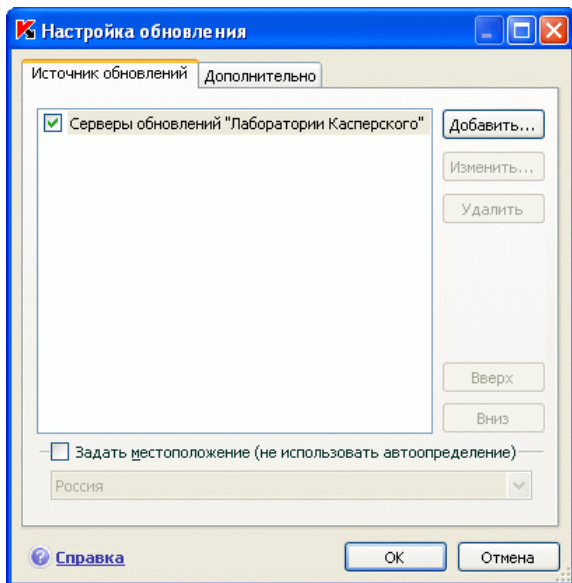 Настройка обновления
Источник обновлений
Дополнительно
Серверы обновлений "Лаборатории Касперского"
Добавить...
Изменить...
Удалить
Вверх
Вниз
Задать местоположение (не использовать автоопределение)
Россия
Справка
ОК
Отмена